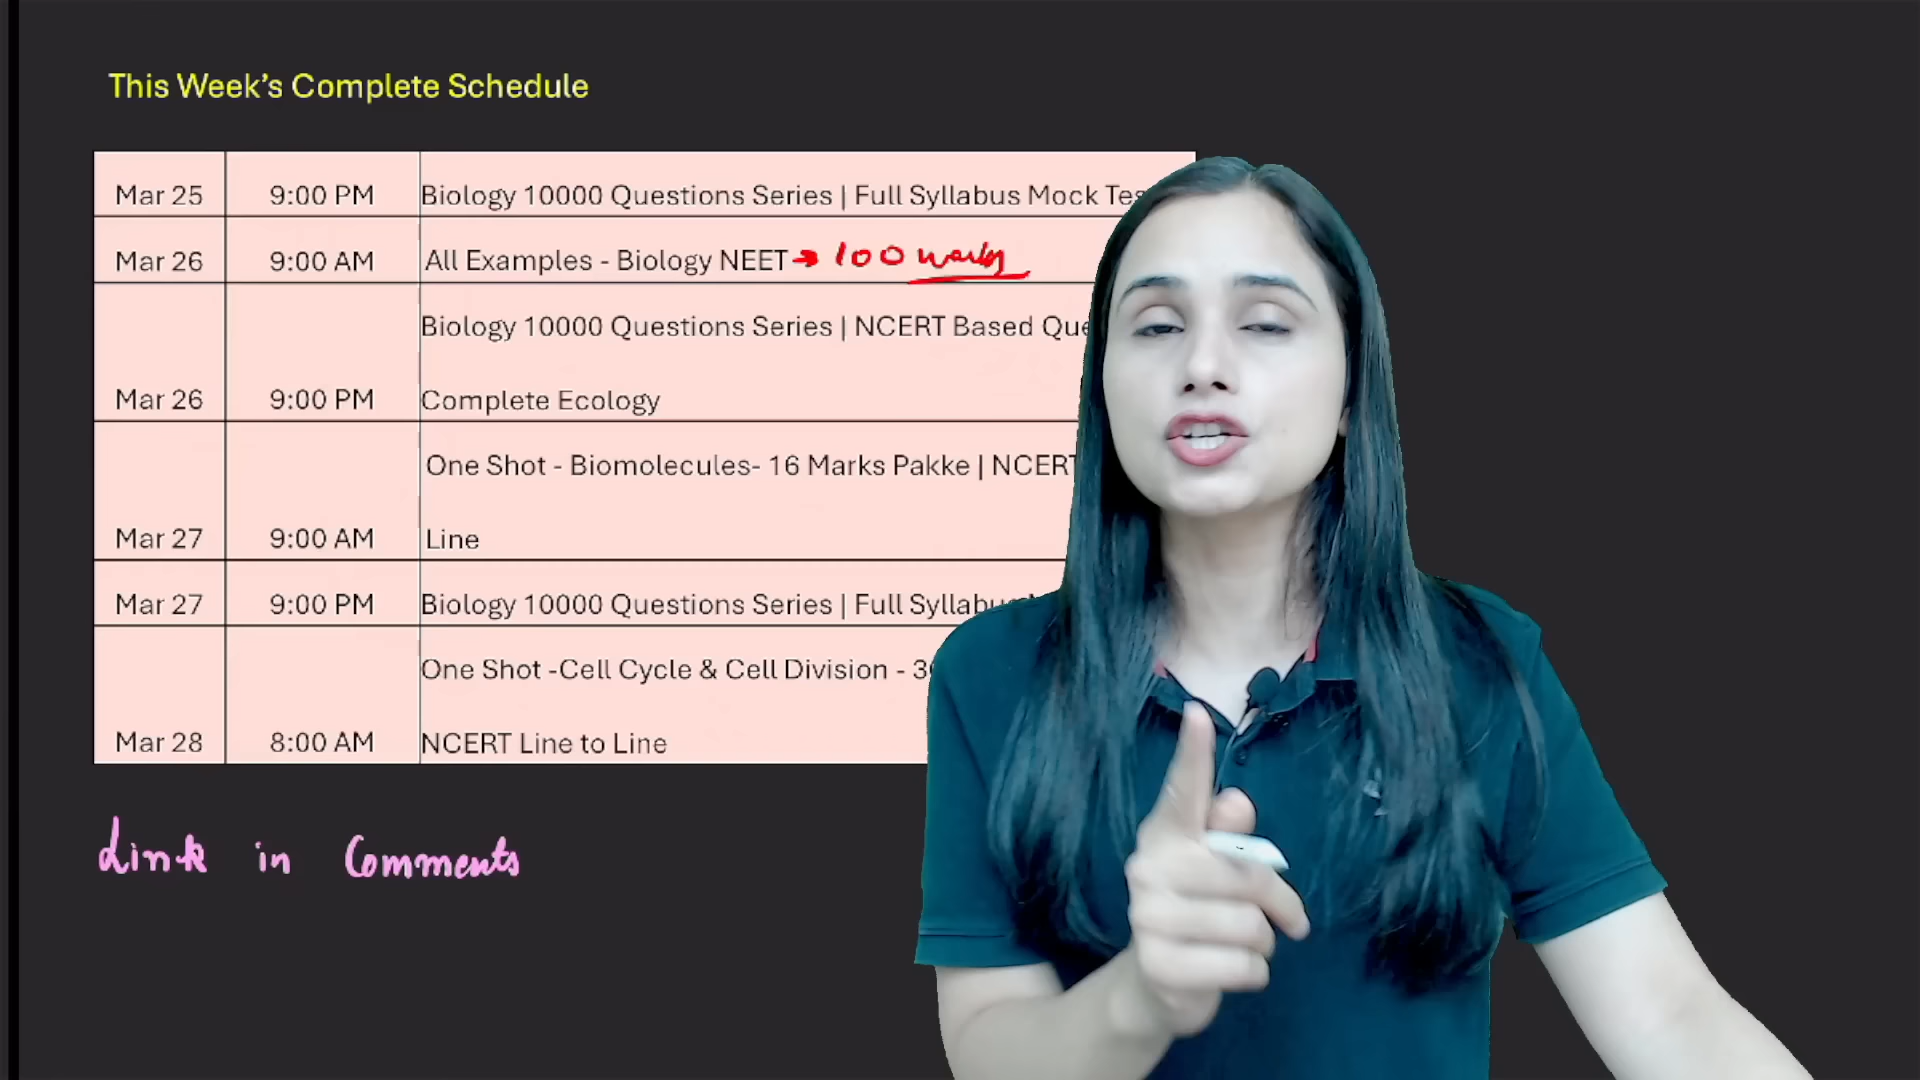 This Week's Complete Schedule
Mar 25 9:00 PM Biology 10000 Questions Series | Full Syllabus Mock
Mar 26 9:00 AM All Examples - Biology NEET → 100 marks
Biology 10000 Questions Series | NCERT Based
Mar 26 9:00 PM Complete Ecology
One Shot - Biomolecules- 16 Marks Pakke | NCERT
Mar 27 9:00 AM Line
Mar 27 9:00 PM Biology 10000 Questions Series | Full Syllabus
One Shot -Cell Cycle & Cell Division -
Mar 28 8:00 AM NCERT Line to Line
Link in Comments